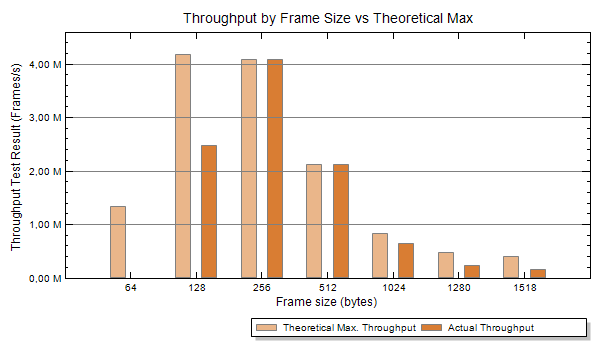 Throughput by Frame Size vs Theoretical Max
Throughput Test Result (Frames/s)
4,00 M
3,00 M
2,00 M
1,00 M
0,00 M
64 128 256 512 1024 1280 1518
Frame size (bytes)
Theoretical Max. Throughput Actual Throughput